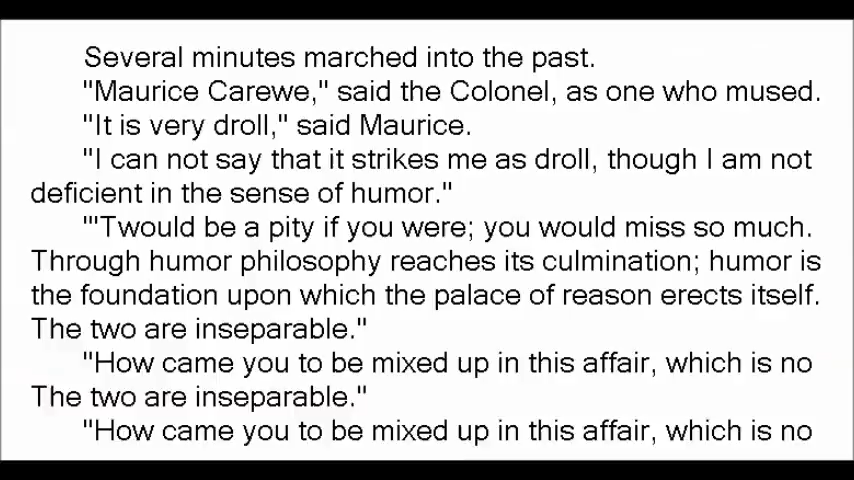 Several minutes marched into the past.
"Maurice Carewe," said the Colonel, as one who mused.
"It is very droll," said Maurice.
"I can not say that it strikes me as droll, though I am not
deficient in the sense of humor."
"'Twould be a pity if you were; you would miss so much.
Through humor philosophy reaches its culmination; humor is
the foundation upon which the palace of reason erects itself.
The two are inseparable."
"How came you to be mixed up in this affair, which is no
The two are inseparable."
"How came you to be mixed up in this affair, which is no